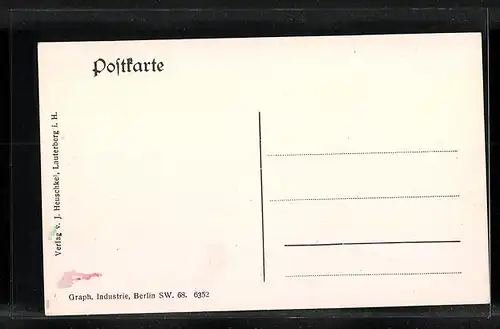 Postkarte
Verlag v. J. Heuschkel, Lauterberg i. H.
Graph. Industrie, Berlin SW. 68. 6352